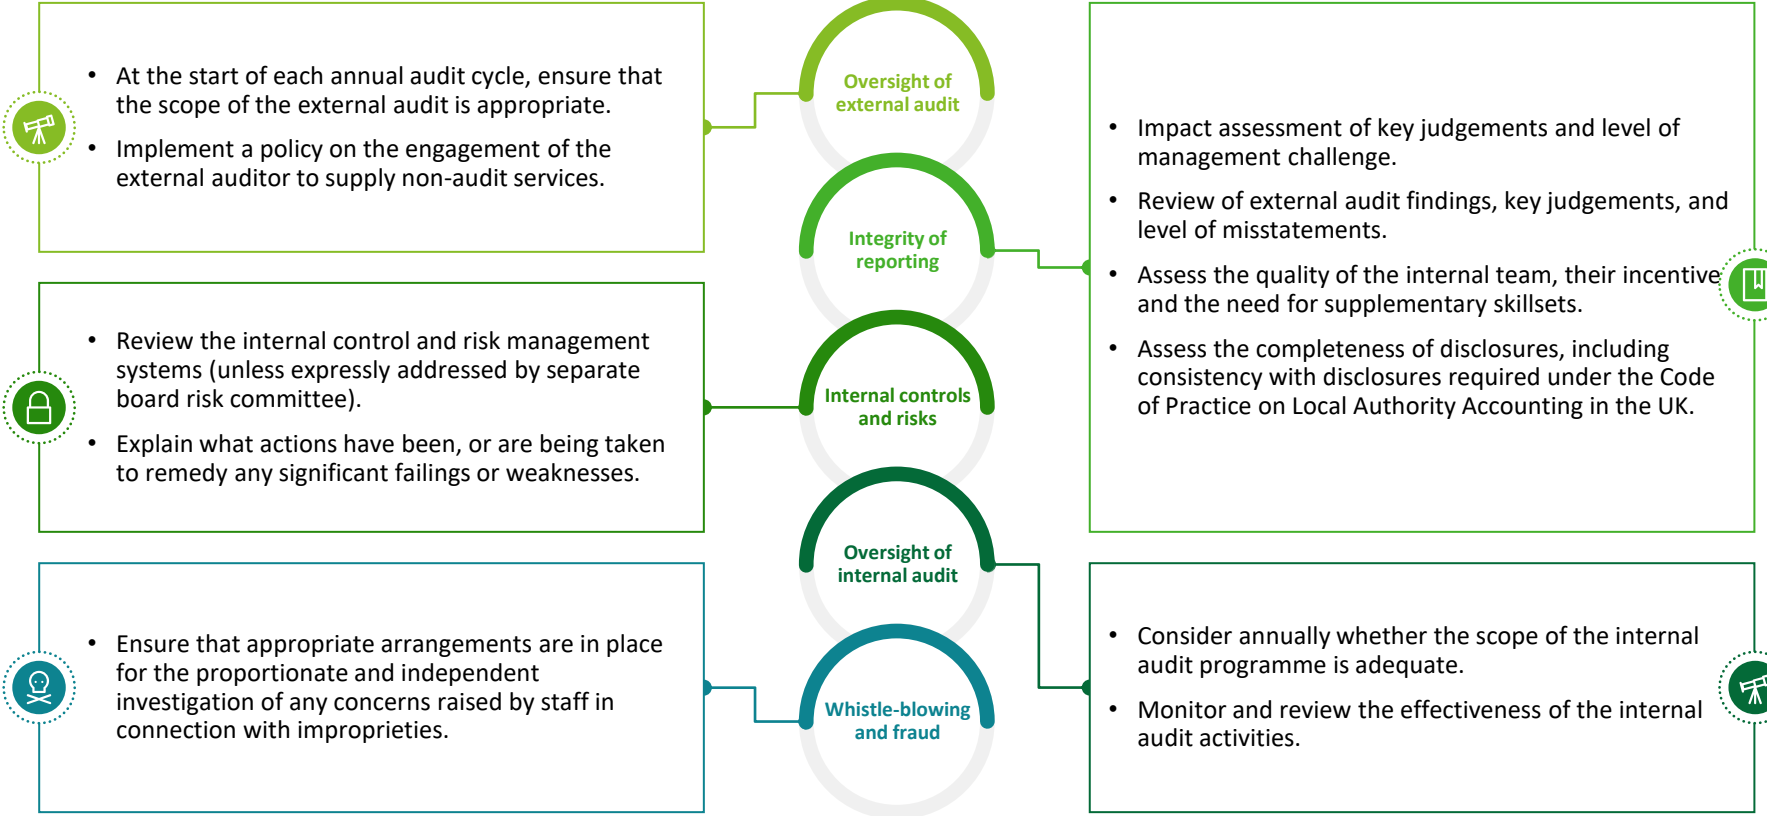 • At the start of each annual audit cycle, ensure that
the scope of the external audit is appropriate.
• Implement a policy on the engagement of the
external auditor to supply non-audit services.
Oversight of
external audit
Integrity of
reporting
• Impact assessment of key judgements and level of
management challenge.
• Review of external audit findings, key judgements, and
level of misstatements.
• Assess the quality of the internal team, their incentive
and the need for supplementary skillsets.
• Assess the completeness of disclosures, including
consistency with disclosures required under the Code
of Practice on Local Authority Accounting in the UK.
• Review the internal control and risk management
systems (unless expressly addressed by separate
board risk committee).
• Explain what actions have been, or are being taken
to remedy any significant failings or weaknesses.
Internal controls
and risks
Oversight of
internal audit
• Consider annually whether the scope of the internal
audit programme is adequate.
• Monitor and review the effectiveness of the internal
audit activities.
• Ensure that appropriate arrangements are in place
for the proportionate and independent
investigation of any concerns raised by staff in
connection with improprieties.
Whistle-blowing
and fraud